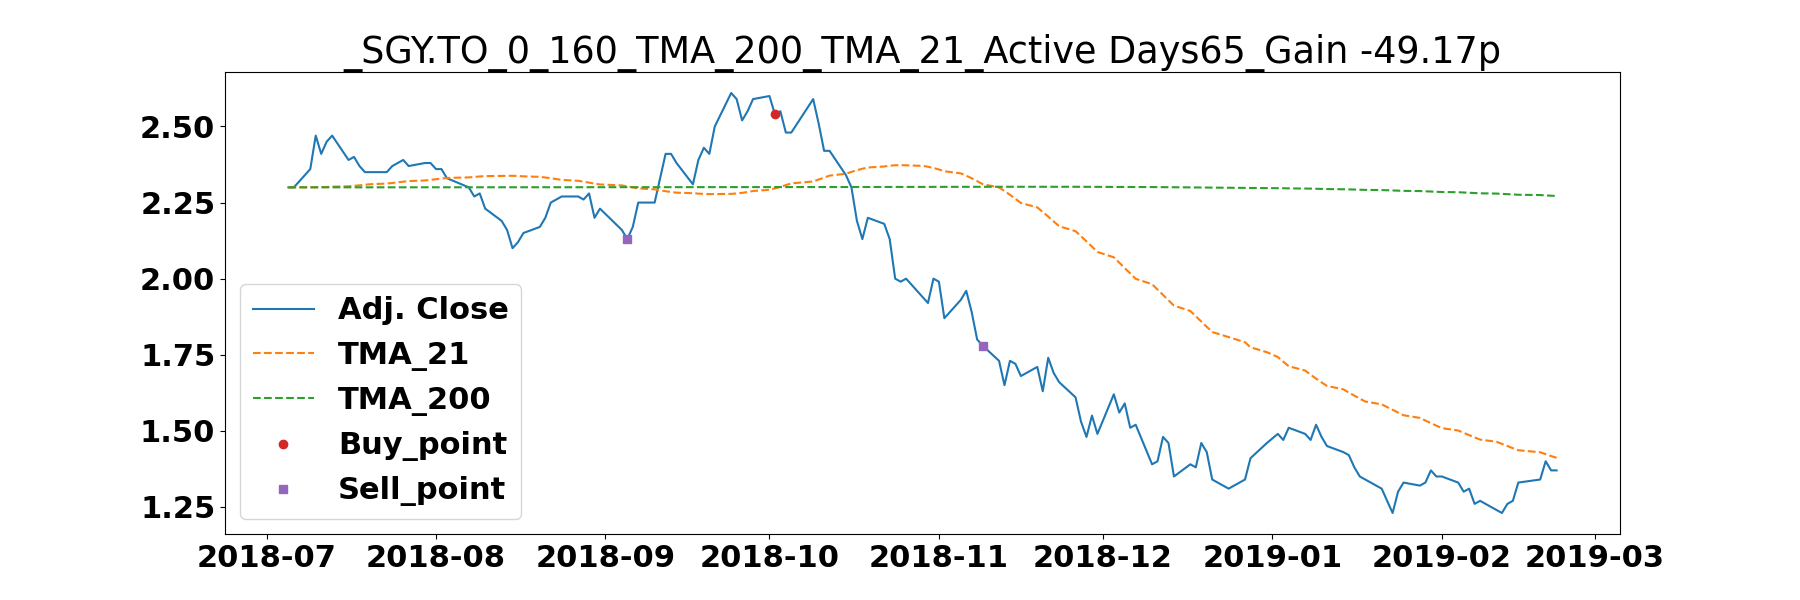 _SGY.TO_0_160_TMA_200_TMA_21_Active Days65_Gain -49.17p
2.50
2.25
2.00
1.75
1.50
1.25
Adj. Close
TMA_21
TMA_200
Buy_point
Sell_point
2018-07 2018-08 2018-09 2018-10 2018-11 2018-12 2019-01 2019-02 2019-03